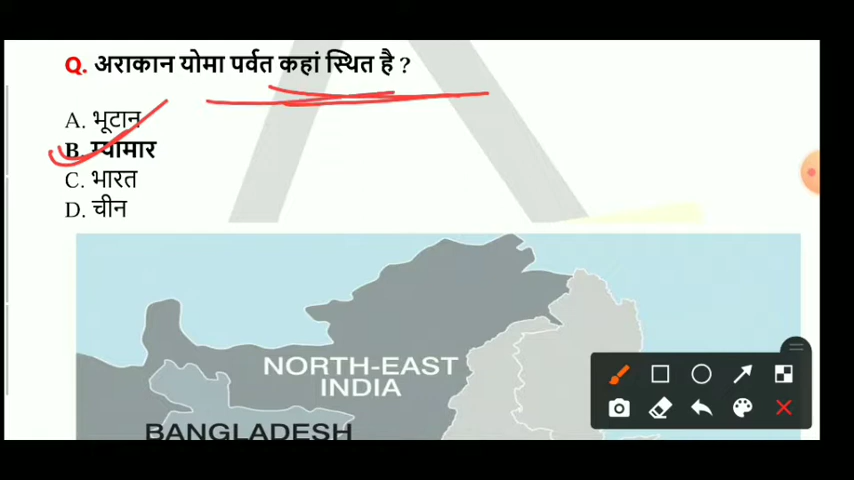 Q. अराकान योमा पर्वत कहां स्थित है ?
A. भूटान
B. म्यांमार
C. भारत
D. चीन
NORTH-EAST
INDIA
BANGLADESH